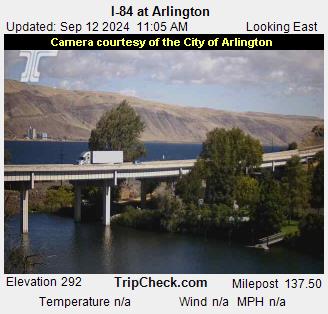 I-84 at Arlington
Updated: Sep 12 2024 11:05 AM Looking East
Camera courtesy of the City of Arlington
Elevation 292 TripCheck.com Milepost 137.50
Temperature n/a Wind n/a MPH n/a